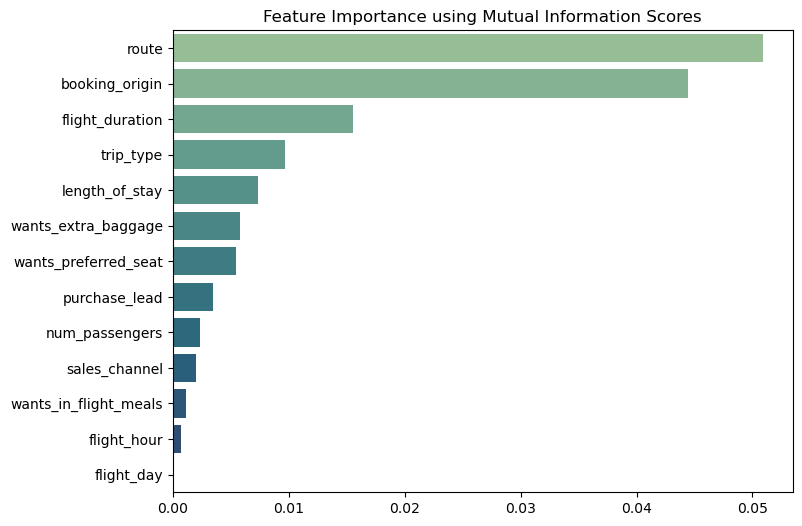 Feature Importance using Mutual Information Scores
route
booking_origin
flight_duration
trip_type
length_of_stay
wants_extra_baggage
wants_preferred_seat
purchase_lead
num_passengers
sales_channel
wants_in_flight_meals
flight_hour
flight_day
0.00 0.01 0.02 0.03 0.04 0.05